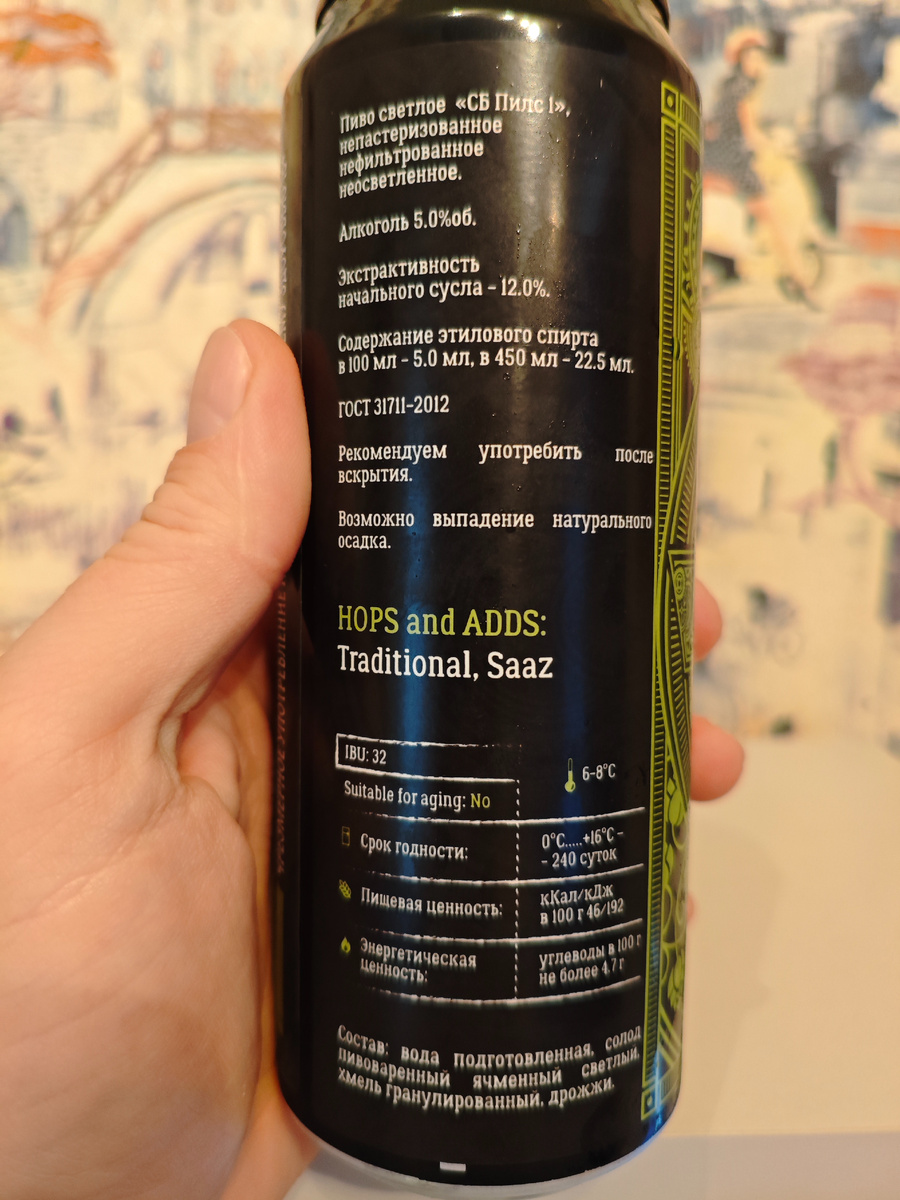 Пиво светлое «СБ Пилс 1»,
непастеризованное
нефильтрованное
неосветленное.
Алкоголь 5.0%об.
Экстрактивность
начального сусла – 12.0%.
Содержание этилового спирта
в 100 мл – 5.0 мл, в 450 мл – 22.5 мл.
ГОСТ 31711-2012
Рекомендуем употребить после
вскрытия.
Возможно выпадение натурального
осадка.
HOPS and ADDS:
Traditional, Saaz
IBU: 32
6-8°C
Suitable for aging: No
Срок годности:
0°C.....+16°C –
– 240 суток
Пищевая ценность:
кКал/кДж
в 100 г 46/192
Энергетическая
ценность:
углеводы в 100 г
не более 4.7 г
Состав: вода подготовленная, солод
пивоваренный ячменный светлый,
хмель гранулированный, дрожжи.